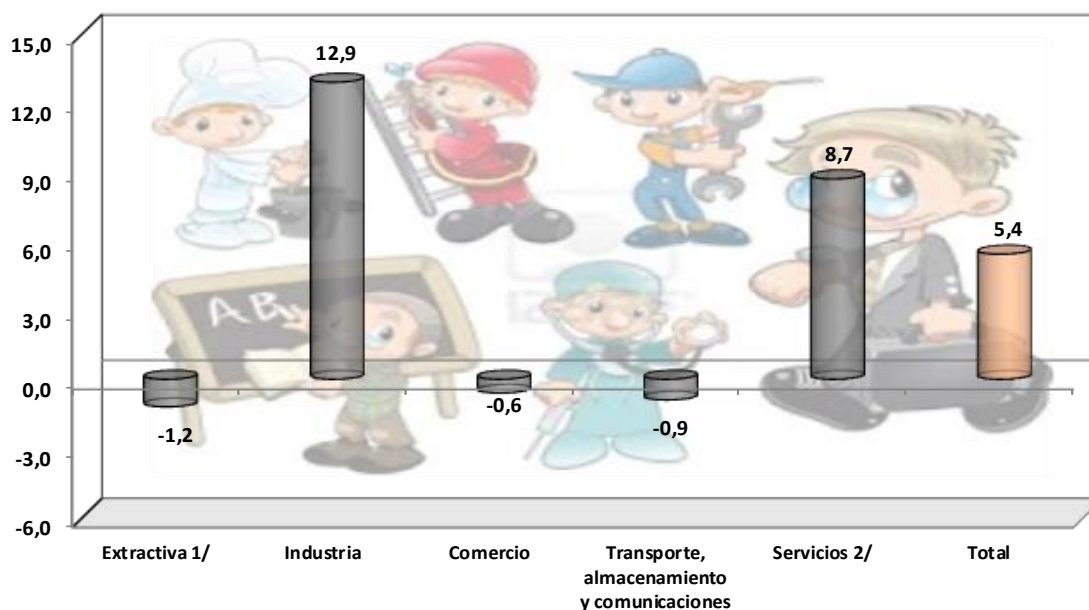 15,0
12,0
9,0
6,0
3,0
0,0
-3,0
-6,0
-1,2
12,9
-0,6
-0,9
8,7
5,4
Extractiva 1/
Industria
Comercio
Transporte,
almacenamiento
y comunicaciones
Servicios 2/
Total